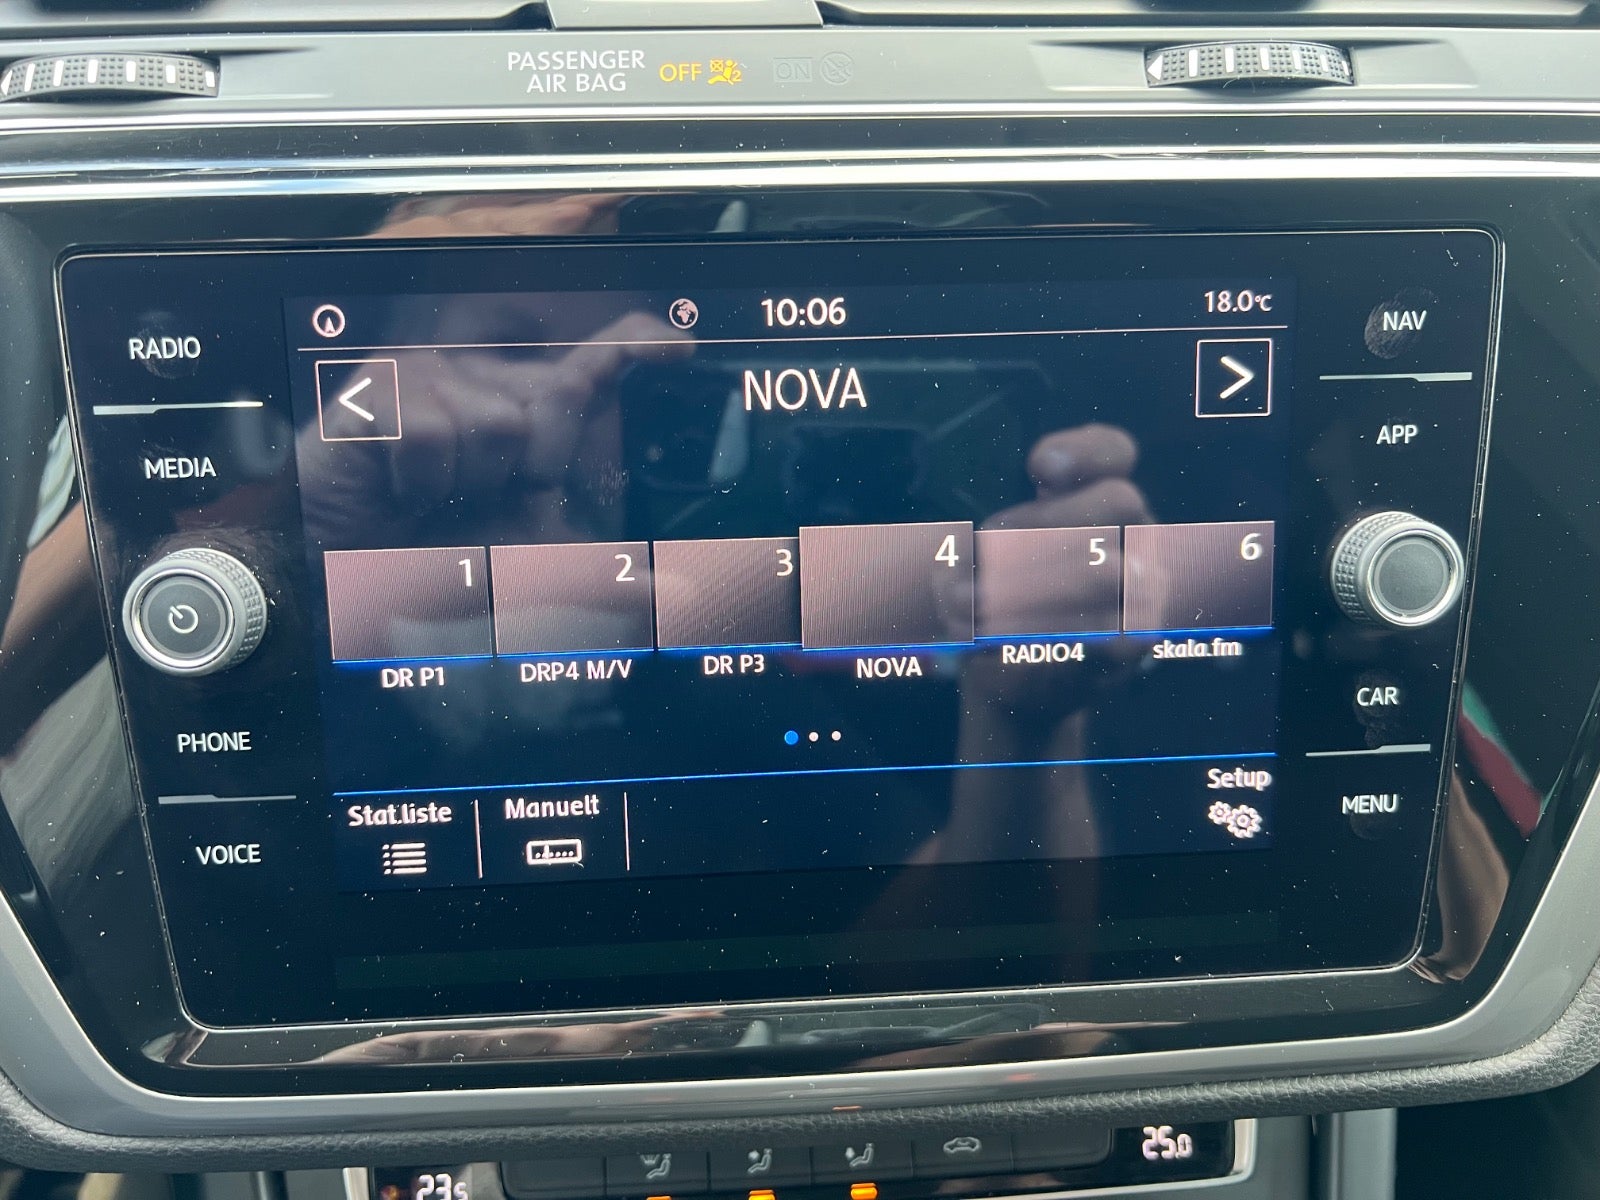 PASSENGER
AIR BAG
OFF
2
ON
10:06
18.0°C
RADIO
MEDIA
PHONE
VOICE
<
NOVA
>
1
2
3
4
5
6
DR P1
DRP4 M/V
DR P3
NOVA
RADIO4
skala.fm
Stat.liste
Manuelt
Setup
NAV
APP
CAR
MENU
23.5
25.0